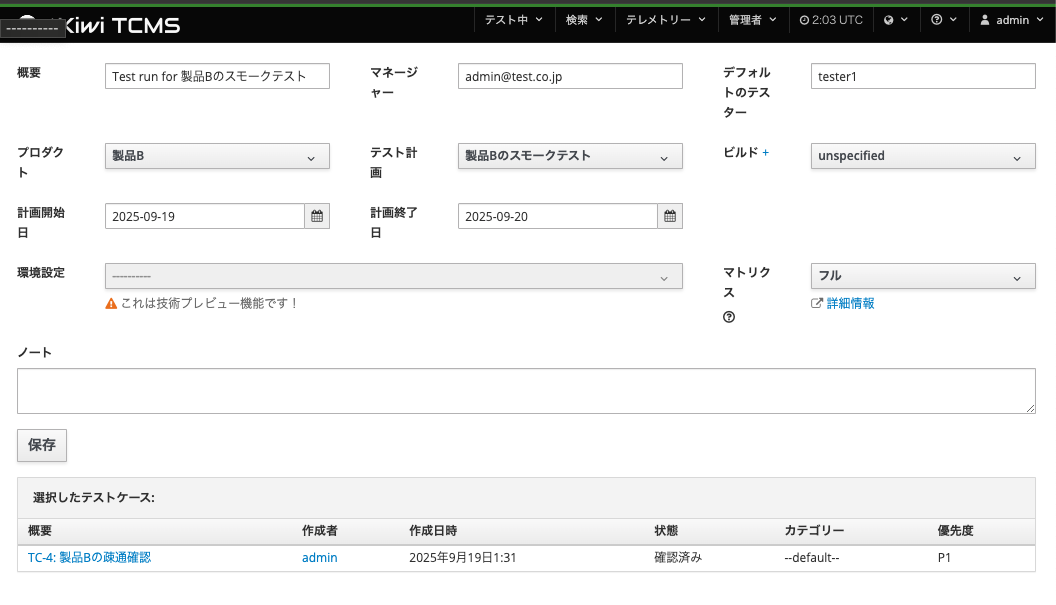 ----------
Kiwi TCMS
テスト中
検索
テレメトリー
管理者
2:03 UTC
admin
概要
Test run for 製品Bのスモークテスト
マネージ
ャー
admin@test.co.jp
デフォル
トのテス
ター
tester1
プロダク
ト
製品B
テスト計
画
製品Bのスモークテスト
ビルド +
unspecified
計画開始
日
2025-09-19
計画終了
日
2025-09-20
環境設定
----------
これは技術プレビュー機能です！
マトリク
ス
フル
詳細情報
ノート
保存
選択したテストケース:
概要 作成者 作成日時 状態 カテゴリー 優先度
TC-4: 製品Bの疎通確認 admin 2025年9月19日1:31 確認済み --default-- P1